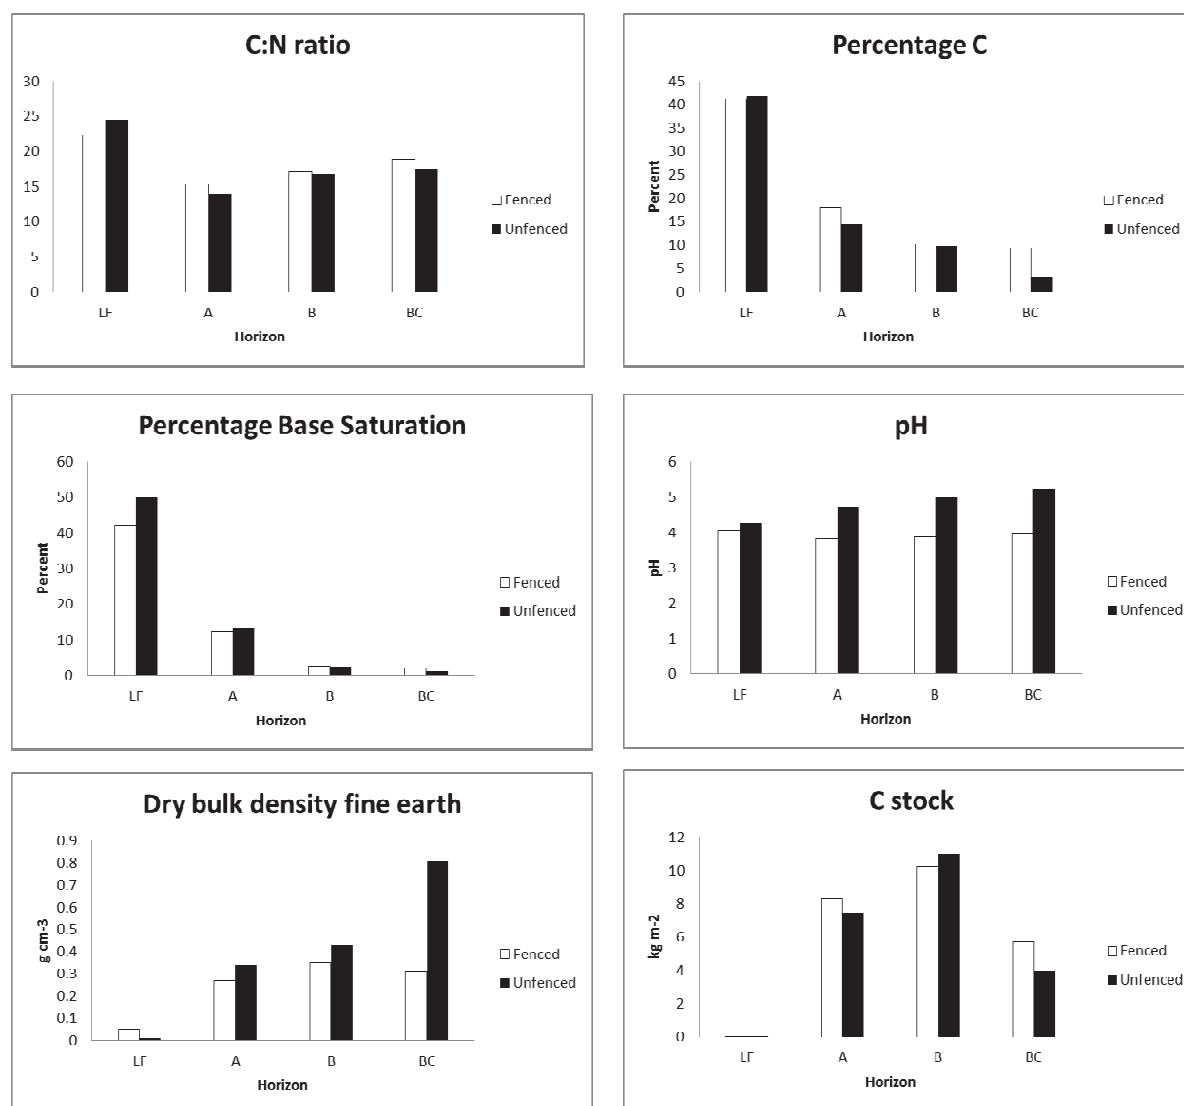 C:N ratio
30
25
20
15
10
5
0
LF A B BC
Horizon
Fenced
Unfenced
Percentage C
45
40
35
30
25
20
15
10
5
0
Percent
LF A B BC
Horizon
Fenced
Unfenced
Percentage Base Saturation
60
50
40
30
20
10
0
Percent
LF A B BC
Horizon
Fenced
Unfenced
pH
6
5
4
3
2
1
0
pH
LF A B BC
Horizon
Fenced
Unfenced
Dry bulk density fine earth
0.9
0.8
0.7
0.6
0.5
0.4
0.3
0.2
0.1
0
g cm-3
LF A B BC
Horizon
Fenced
Unfenced
C stock
12
10
8
6
4
2
0
kg m-2
LF A B BC
Horizon
Fenced
Unfenced